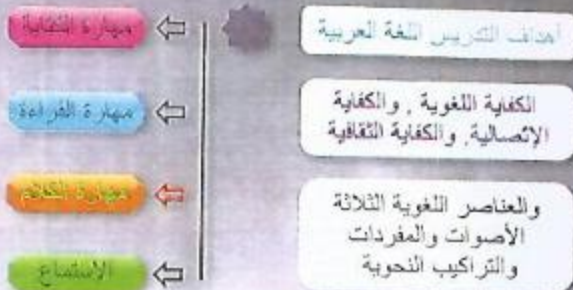 أهداف التدريس اللغة العربية
الكفاية اللغوية , والكفاية
الإتصالية, والكفاية الثقافية
والعناصر اللغوية الثلاثة
الأصوات والمفردات
والتراكيب النحوية
مهارة الكتابة
مهارة القراءة
مهارة الكلام
الاستماع